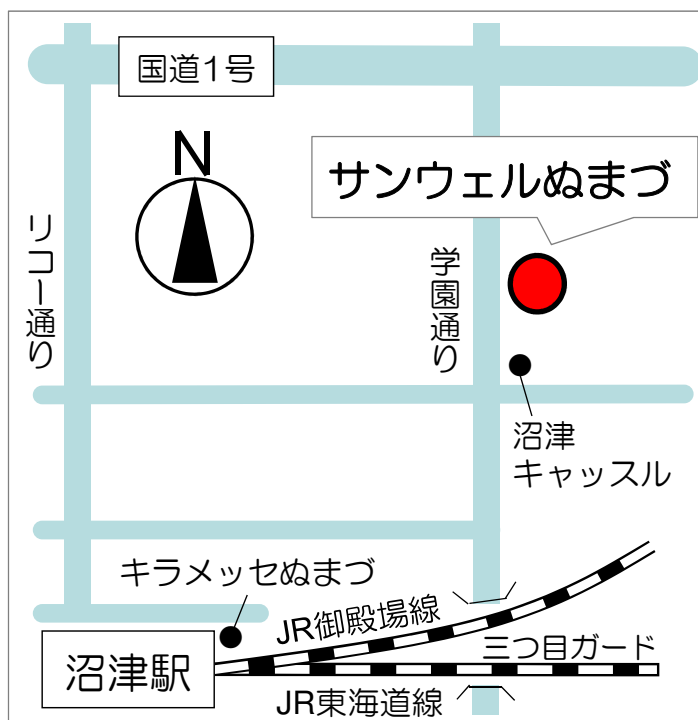 国道1号
N
サンウェルぬまづ
リコー通り
学園通り
沼津
キャッスル
キラメッセぬまづ
JR御殿場線
三つ目ガード
沼津駅
JR東海道線